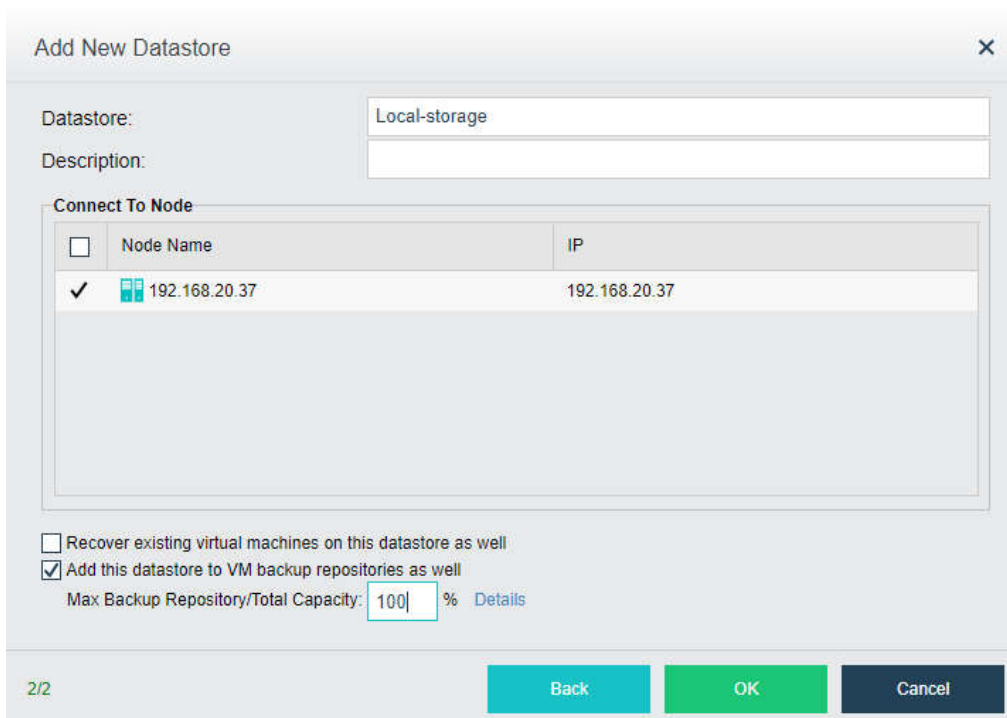 Add New Datastore
Datastore: Local-storage
Description:
Connect To Node
Node Name IP
192.168.20.37 192.168.20.37
Recover existing virtual machines on this datastore as well
Add this datastore to VM backup repositories as well
Max Backup Repository/Total Capacity: 100 % Details
2/2 Back OK Cancel